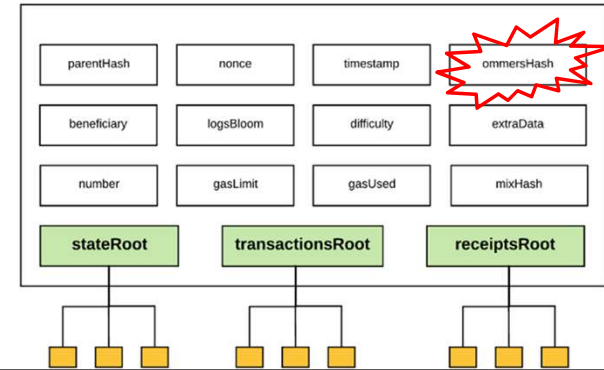 parentHash nonce timestamp ommersHash
beneficiary logsBloom difficulty extraData
number gasLimit gasUsed mixHash
stateRoot transactionsRoot receiptsRoot